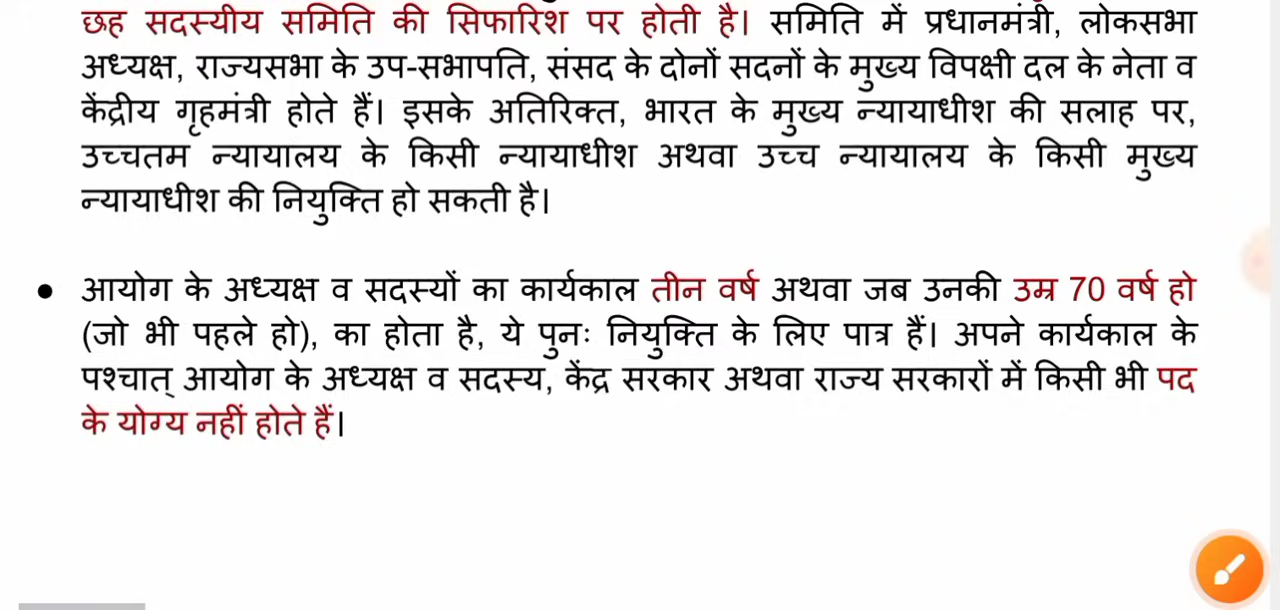 छह सदस्यीय समिति की सिफारिश पर होती है। समिति में प्रधानमंत्री, लोकसभा
अध्यक्ष, राज्यसभा के उप-सभापति, संसद के दोनों सदनों के मुख्य विपक्षी दल के नेता व
केंद्रीय गृहमंत्री होते हैं। इसके अतिरिक्त, भारत के मुख्य न्यायाधीश की सलाह पर,
उच्चतम न्यायालय के किसी न्यायाधीश अथवा उच्च न्यायालय के किसी मुख्य
न्यायाधीश की नियुक्ति हो सकती है।
● आयोग के अध्यक्ष व सदस्यों का कार्यकाल तीन वर्ष अथवा जब उनकी उम्र 70 वर्ष हो
(जो भी पहले हो), का होता है, ये पुनः नियुक्ति के लिए पात्र हैं। अपने कार्यकाल के
पश्चात् आयोग के अध्यक्ष व सदस्य, केंद्र सरकार अथवा राज्य सरकारों में किसी भी पद
के योग्य नहीं होते हैं।